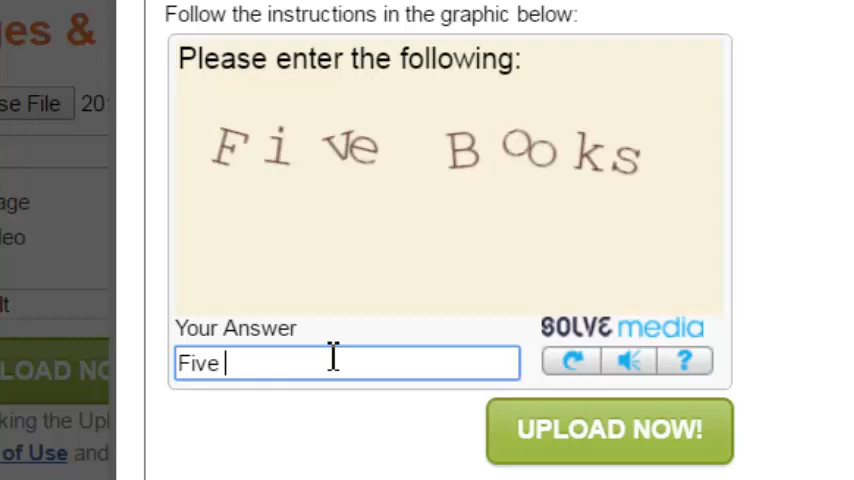 Follow the instructions in the graphic below:
ges &
Please enter the following:
se File 20
Five Books
age
leo
lt
Your Answer
SOLVE media
Five
?
LOAD NO
UPLOAD NOW!
king the Upl
of Use and